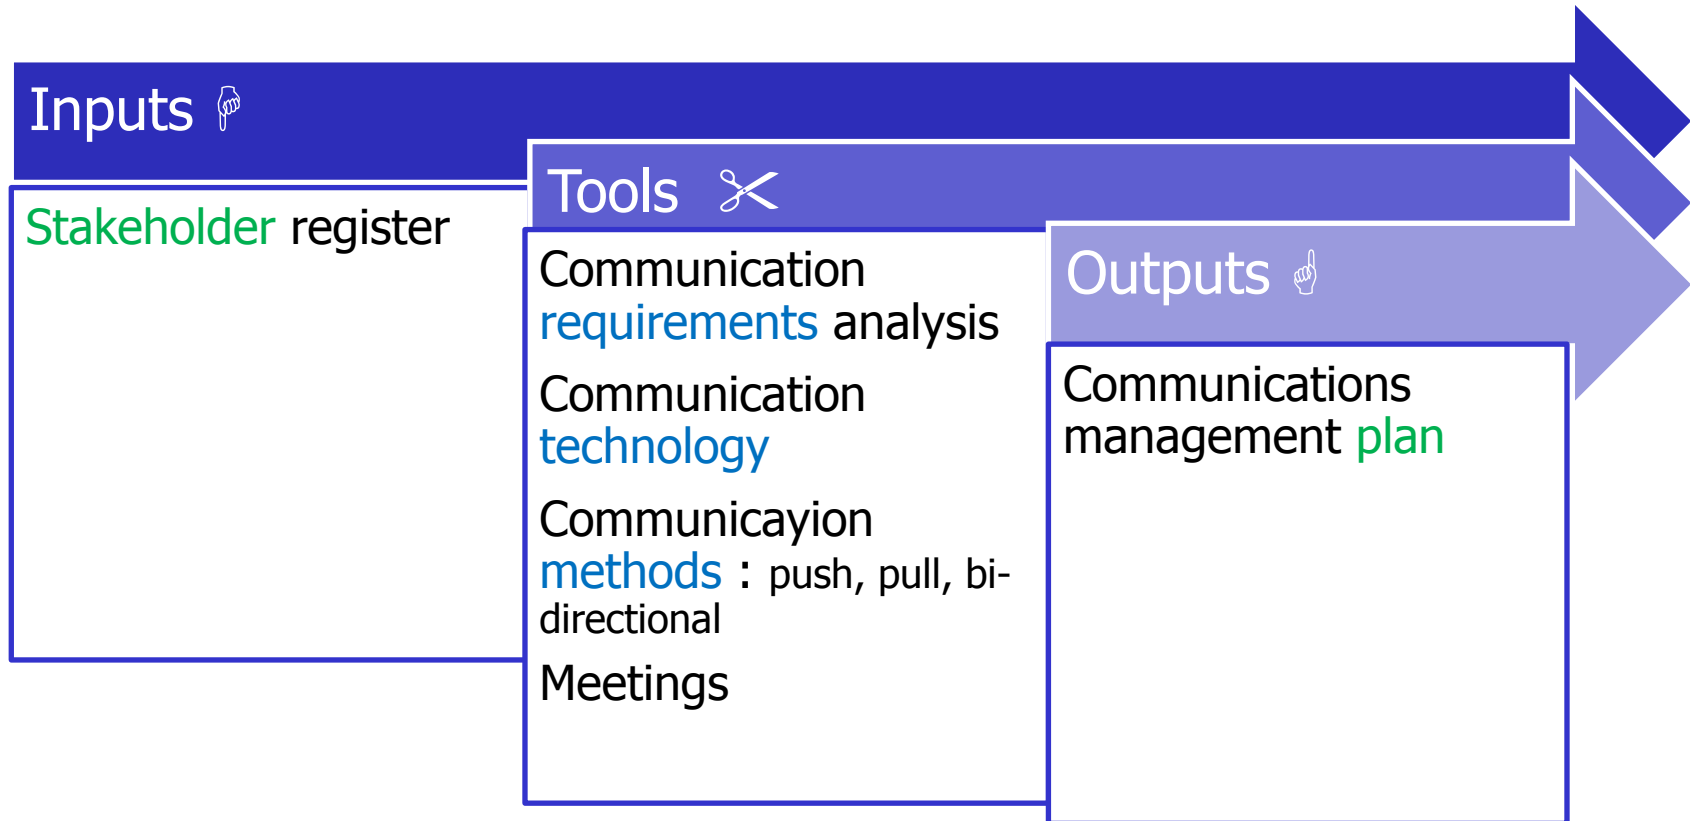 Inputs
Stakeholder register
Tools
Communication
requirements analysis
Communication
technology
Communicayion
methods : push, pull, bi-
directional
Meetings
Outputs
Communications
management plan